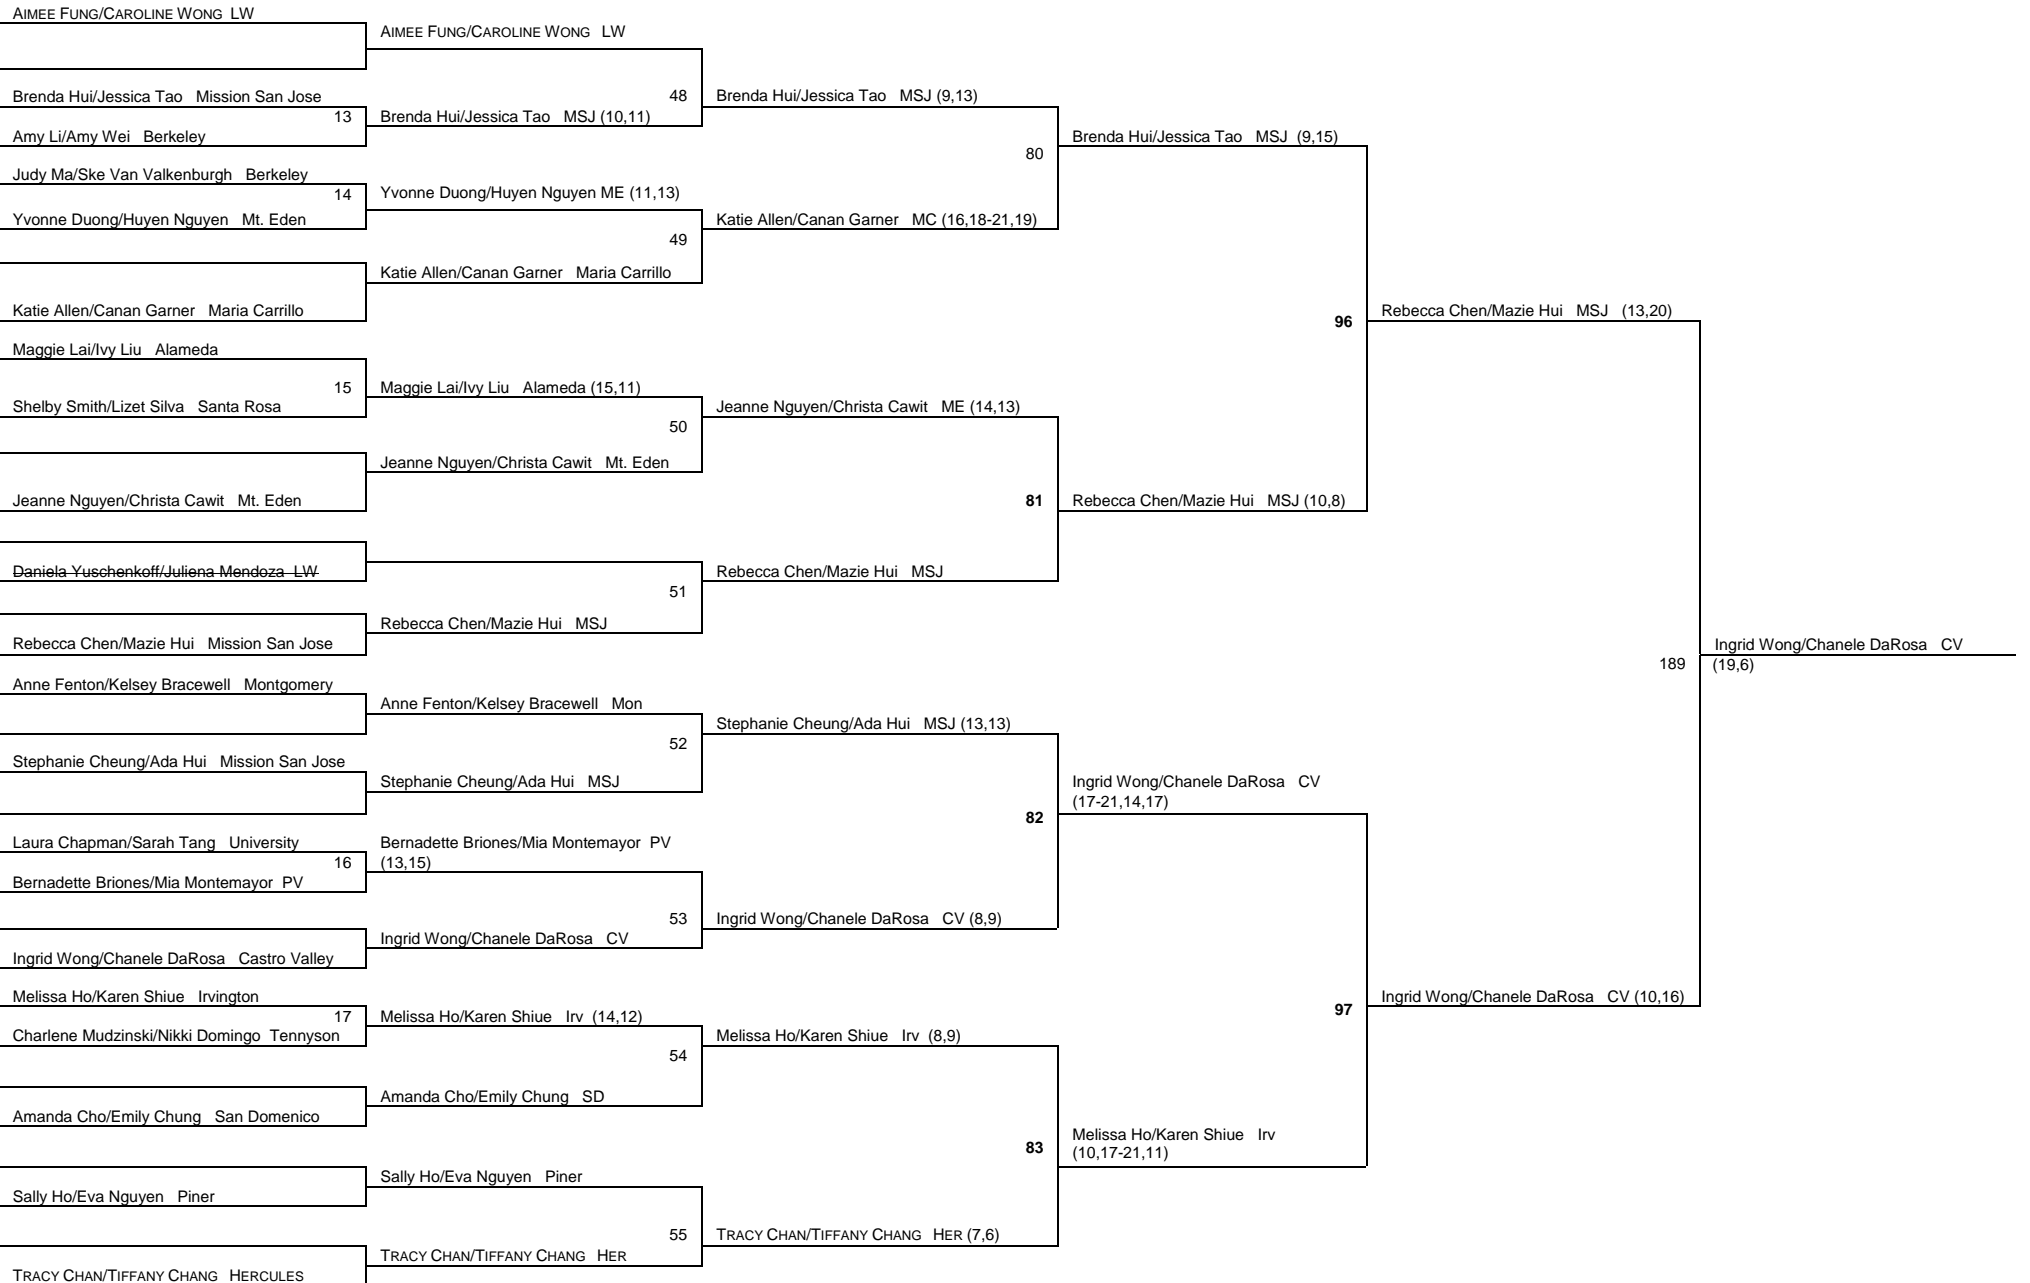 AIMEE FUNG/CAROLINE WONG LW
Brenda Hui/Jessica Tao Mission San Jose
13
Amy Li/Amy Wei Berkeley
Judy Ma/Ske Van Valkenburgh Berkeley
14
Yvonne Duong/Huyen Nguyen Mt. Eden
Katie Allen/Canan Garner Maria Carrillo
Maggie Lai/Ivy Liu Alameda
15
Shelby Smith/Lizet Silva Santa Rosa
Jeanne Nguyen/Christa Cawit Mt. Eden
Daniela Yuschenkoff/Juliena Mendoza LW
Rebecca Chen/Mazie Hui Mission San Jose
Anne Fenton/Kelsey Bracewell Montgomery
Stephanie Cheung/Ada Hui Mission San Jose
Laura Chapman/Sarah Tang University
16
Bernadette Briones/Mia Montemayor PV
Ingrid Wong/Chanele DaRosa Castro Valley
Melissa Ho/Karen Shiue Irvington
17
Charlene Mudzinski/Nikki Domingo Tennyson
Amanda Cho/Emily Chung San Domenico
Sally Ho/Eva Nguyen Piner
TRACY CHAN/TIFFANY CHANG HERCULES
AIMEE FUNG/CAROLINE WONG LW
48
Brenda Hui/Jessica Tao MSJ (10,11)
Yvonne Duong/Huyen Nguyen ME (11,13)
49
Katie Allen/Canan Garner Maria Carrillo
Maggie Lai/Ivy Liu Alameda (15,11)
50
Jeanne Nguyen/Christa Cawit Mt. Eden
51
Rebecca Chen/Mazie Hui MSJ
Anne Fenton/Kelsey Bracewell Mon
52
Stephanie Cheung/Ada Hui MSJ
Bernadette Briones/Mia Montemayor PV
(13,15)
53
Ingrid Wong/Chanele DaRosa CV
Melissa Ho/Karen Shiue Irv (14,12)
54
Amanda Cho/Emily Chung SD
Sally Ho/Eva Nguyen Piner
55
TRACY CHAN/TIFFANY CHANG HER
Brenda Hui/Jessica Tao MSJ (9,13)
80
Katie Allen/Canan Garner MC (16,18-21,19)
Jeanne Nguyen/Christa Cawit ME (14,13)
81
Rebecca Chen/Mazie Hui MSJ
Stephanie Cheung/Ada Hui MSJ (13,13)
82
Ingrid Wong/Chanele DaRosa CV (8,9)
Melissa Ho/Karen Shiue Irv (8,9)
83
TRACY CHAN/TIFFANY CHANG HER (7,6)
Brenda Hui/Jessica Tao MSJ (9,15)
96
Rebecca Chen/Mazie Hui MSJ (10,8)
Ingrid Wong/Chanele DaRosa CV
(17-21,14,17)
97
Melissa Ho/Karen Shiue Irv
(10,17-21,11)
Rebecca Chen/Mazie Hui MSJ (13,20)
189
Ingrid Wong/Chanele DaRosa CV (10,16)
Ingrid Wong/Chanele DaRosa CV
(19,6)